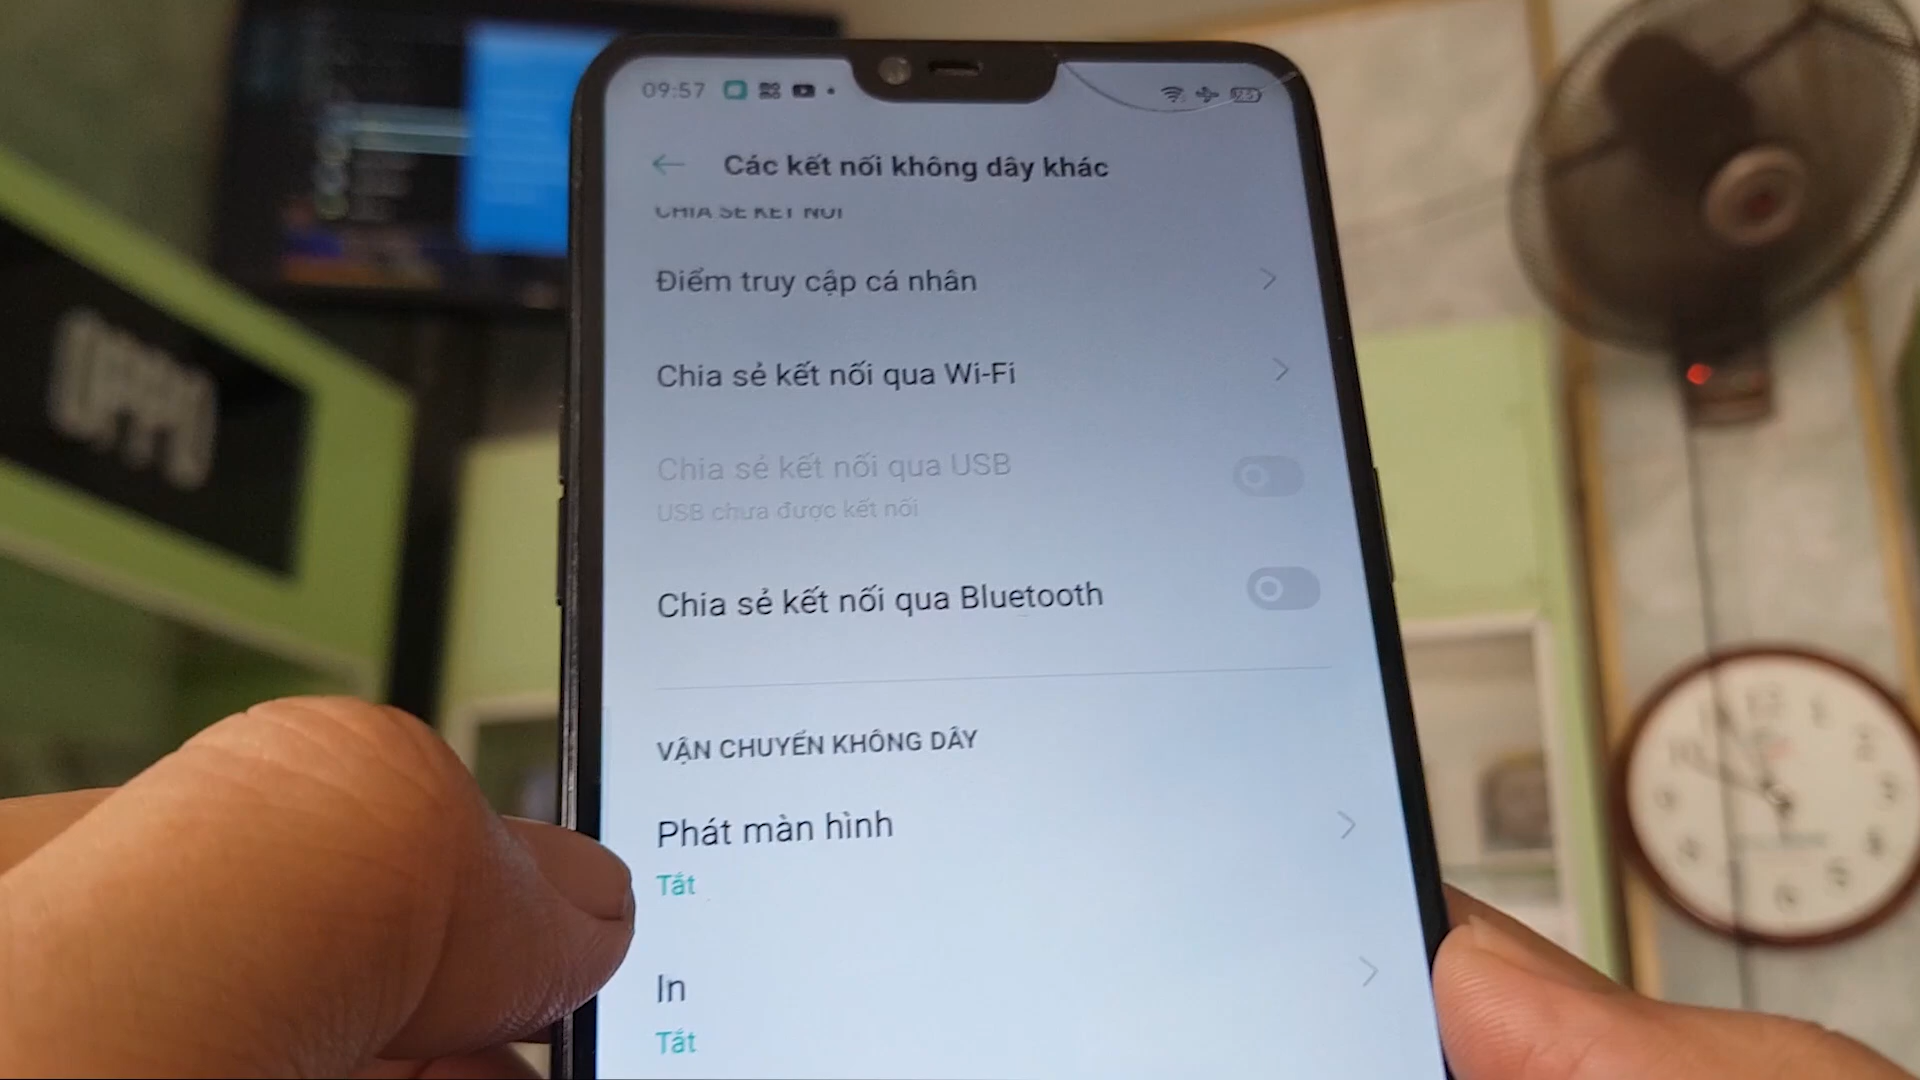 09:57
Các kết nối không dây khác
CHIA SẺ KẾT NỐI
Điểm truy cập cá nhân
Chia sẻ kết nối qua Wi-Fi
Chia sẻ kết nối qua USB
USB chưa được kết nối
Chia sẻ kết nối qua Bluetooth
VẬN CHUYỂN KHÔNG DÂY
Phát màn hình
Tắt
In
Tắt
OPPO